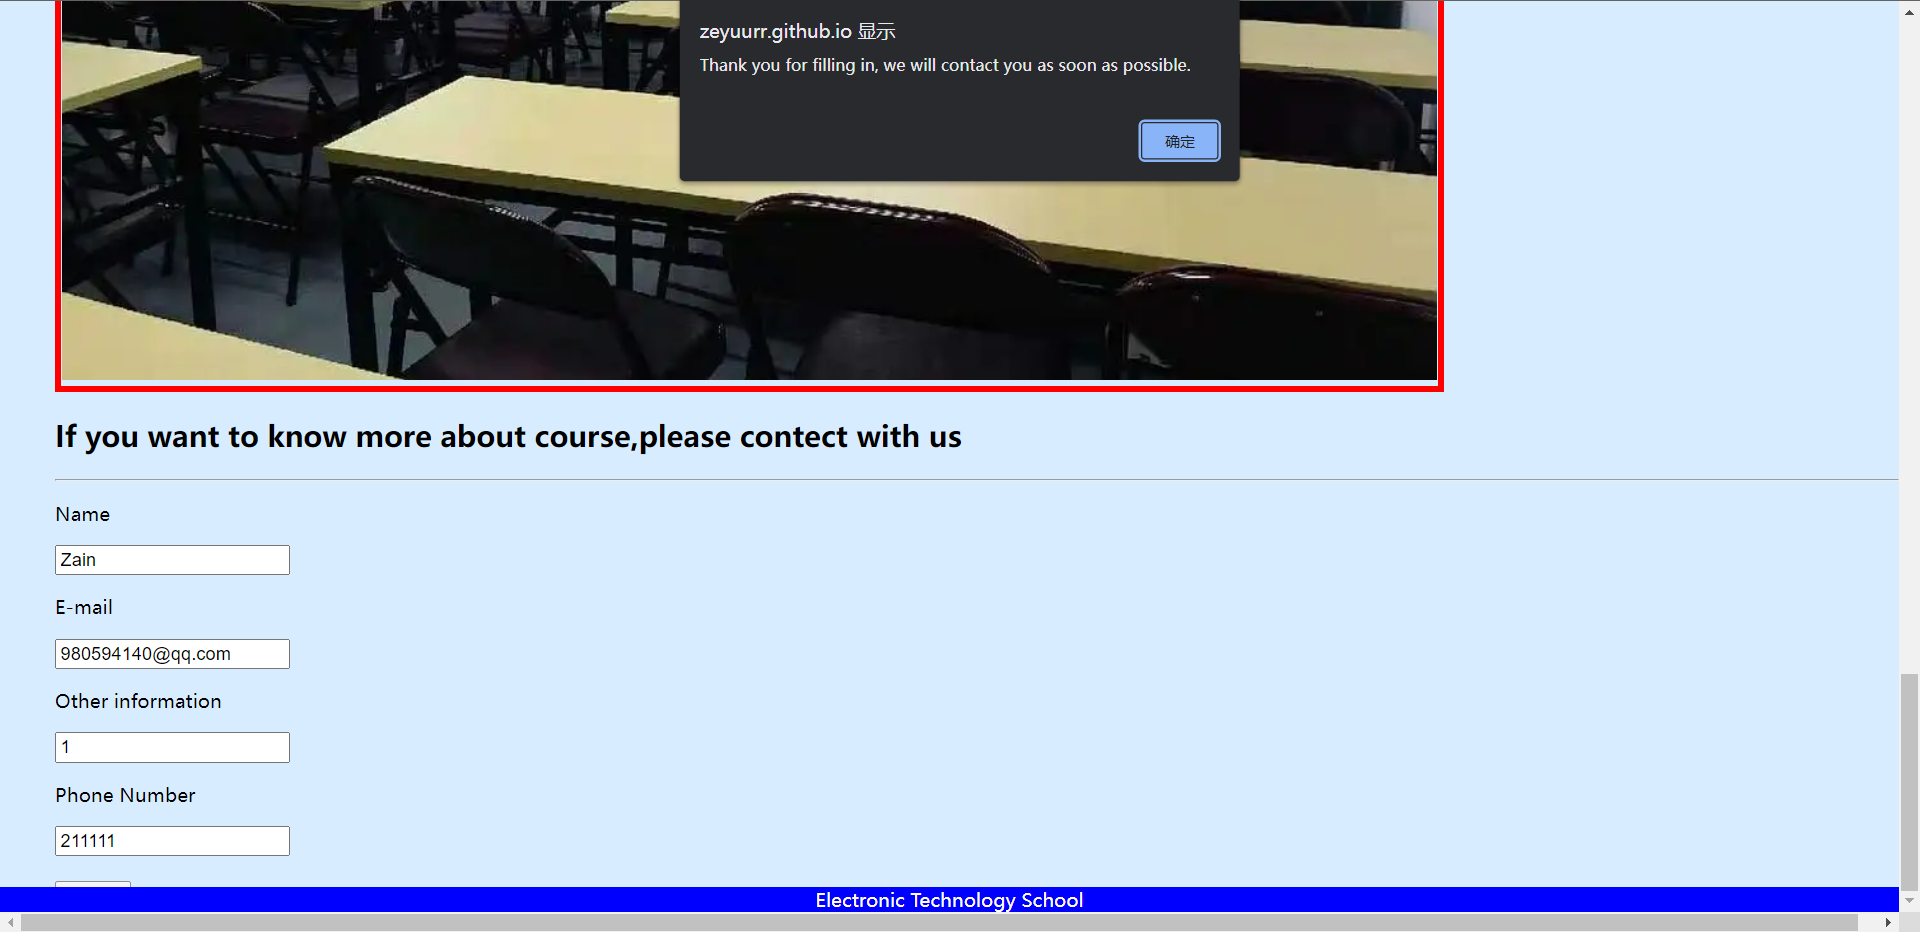 zeyuurr.github.io 显示
Thank you for filling in, we will contact you as soon as possible.
确定
If you want to know more about course,please contect with us
Name
Zain
E-mail
980594140@qq.com
Other information
1
Phone Number
211111
Electronic Technology School